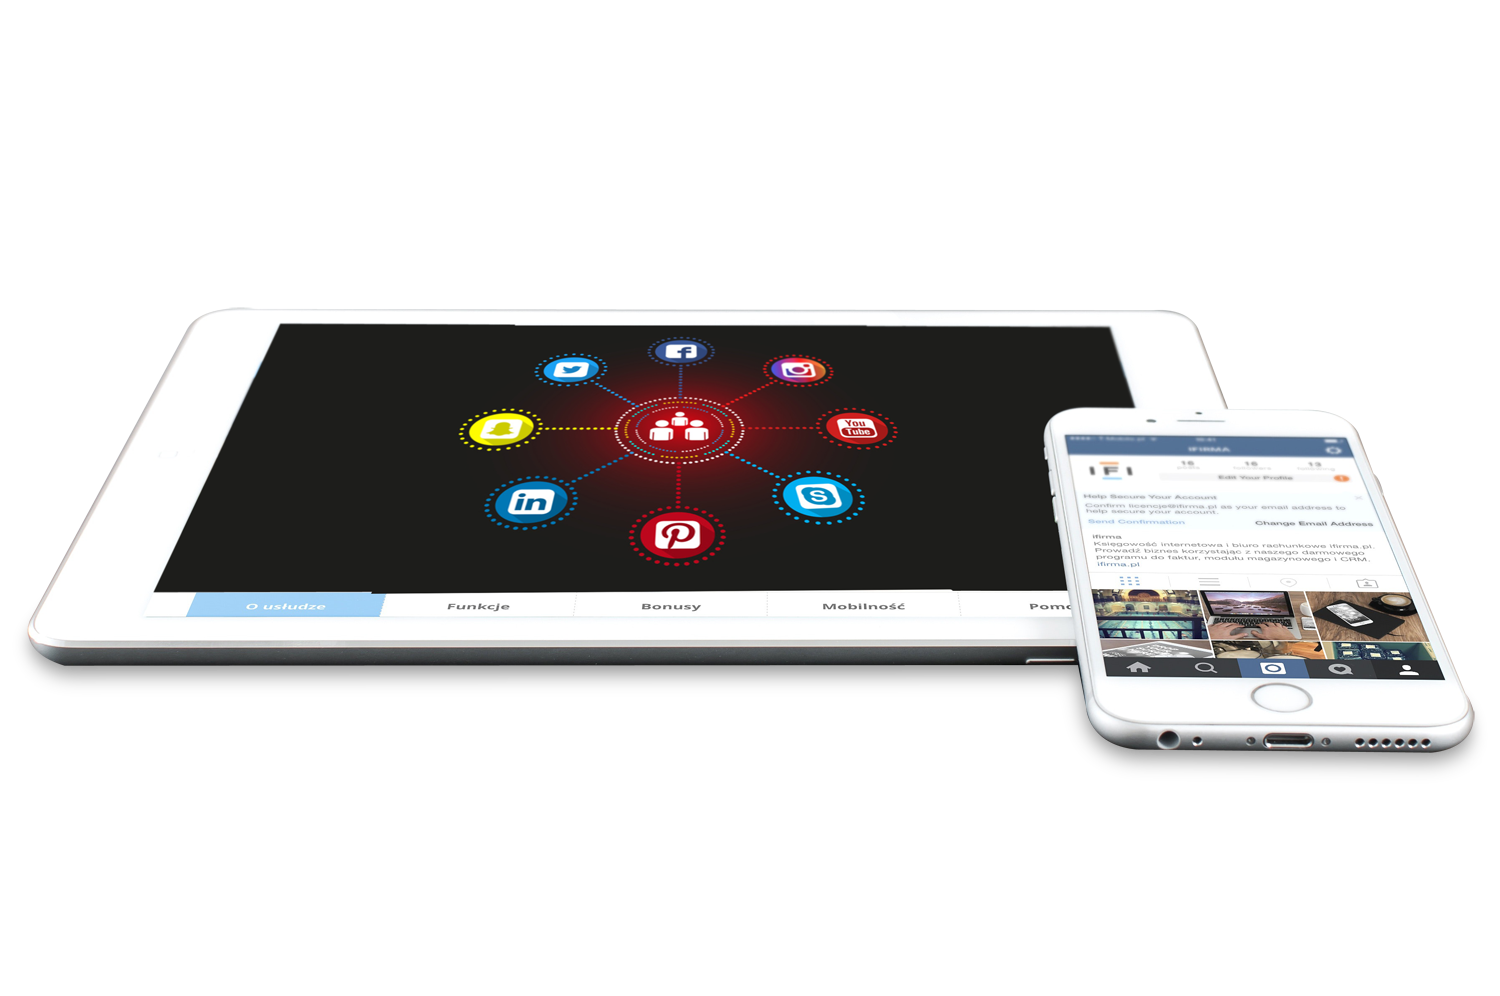 You
Tube
in
S
O usłudze
Funkcje
Bonusy
Mobilność
IFIRMA
IFI
16
16
13
Edit Your Profile
Help Secure Your Account
Confirm licencje@ifirma.pl as your email address to
help secure your account.
Send Confirmation
Change Email Address
ifirma
Księgowość internetowa i biuro rachunkowe ifirma.pl.
Prowadź biznes korzystając z naszego darmowego
programu do faktur, modułu magazynowego i CRM.
ifirma.pl